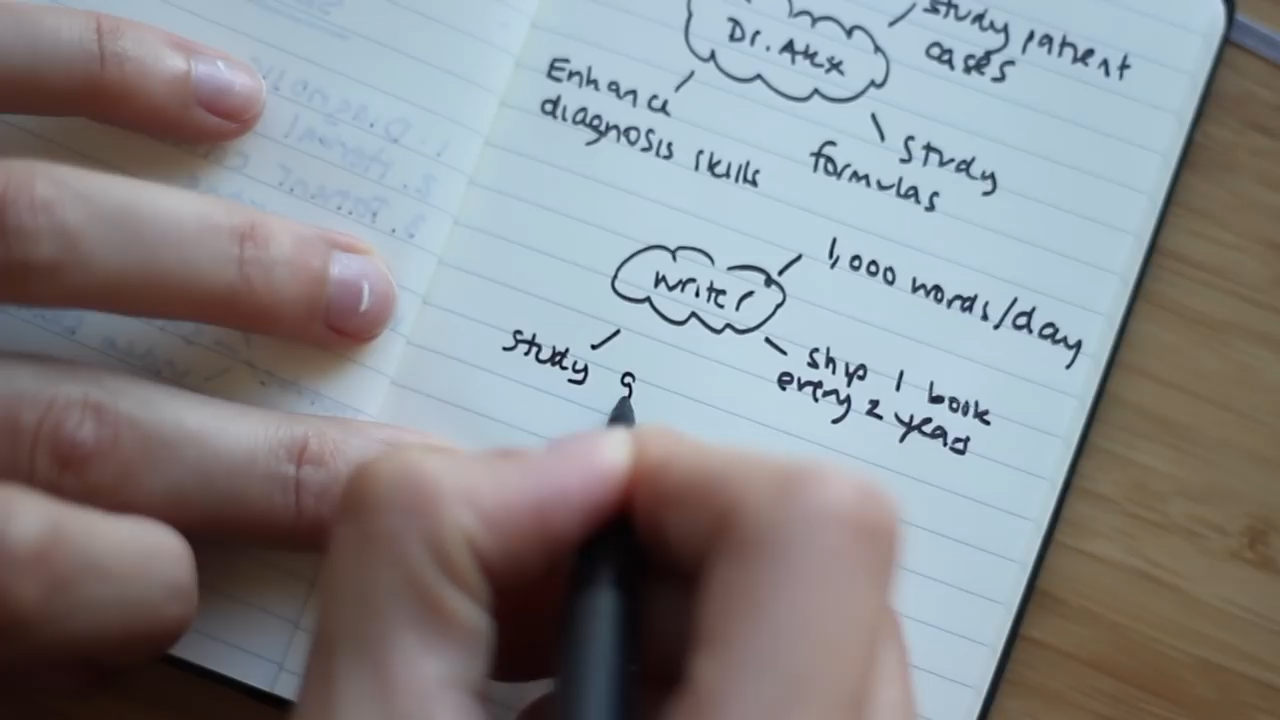 study patient
cases
Dr. Alex
Enhance
diagnosis skills
study
formulas
writer
1,000 words/day
ship 1 book
every 2 years
study